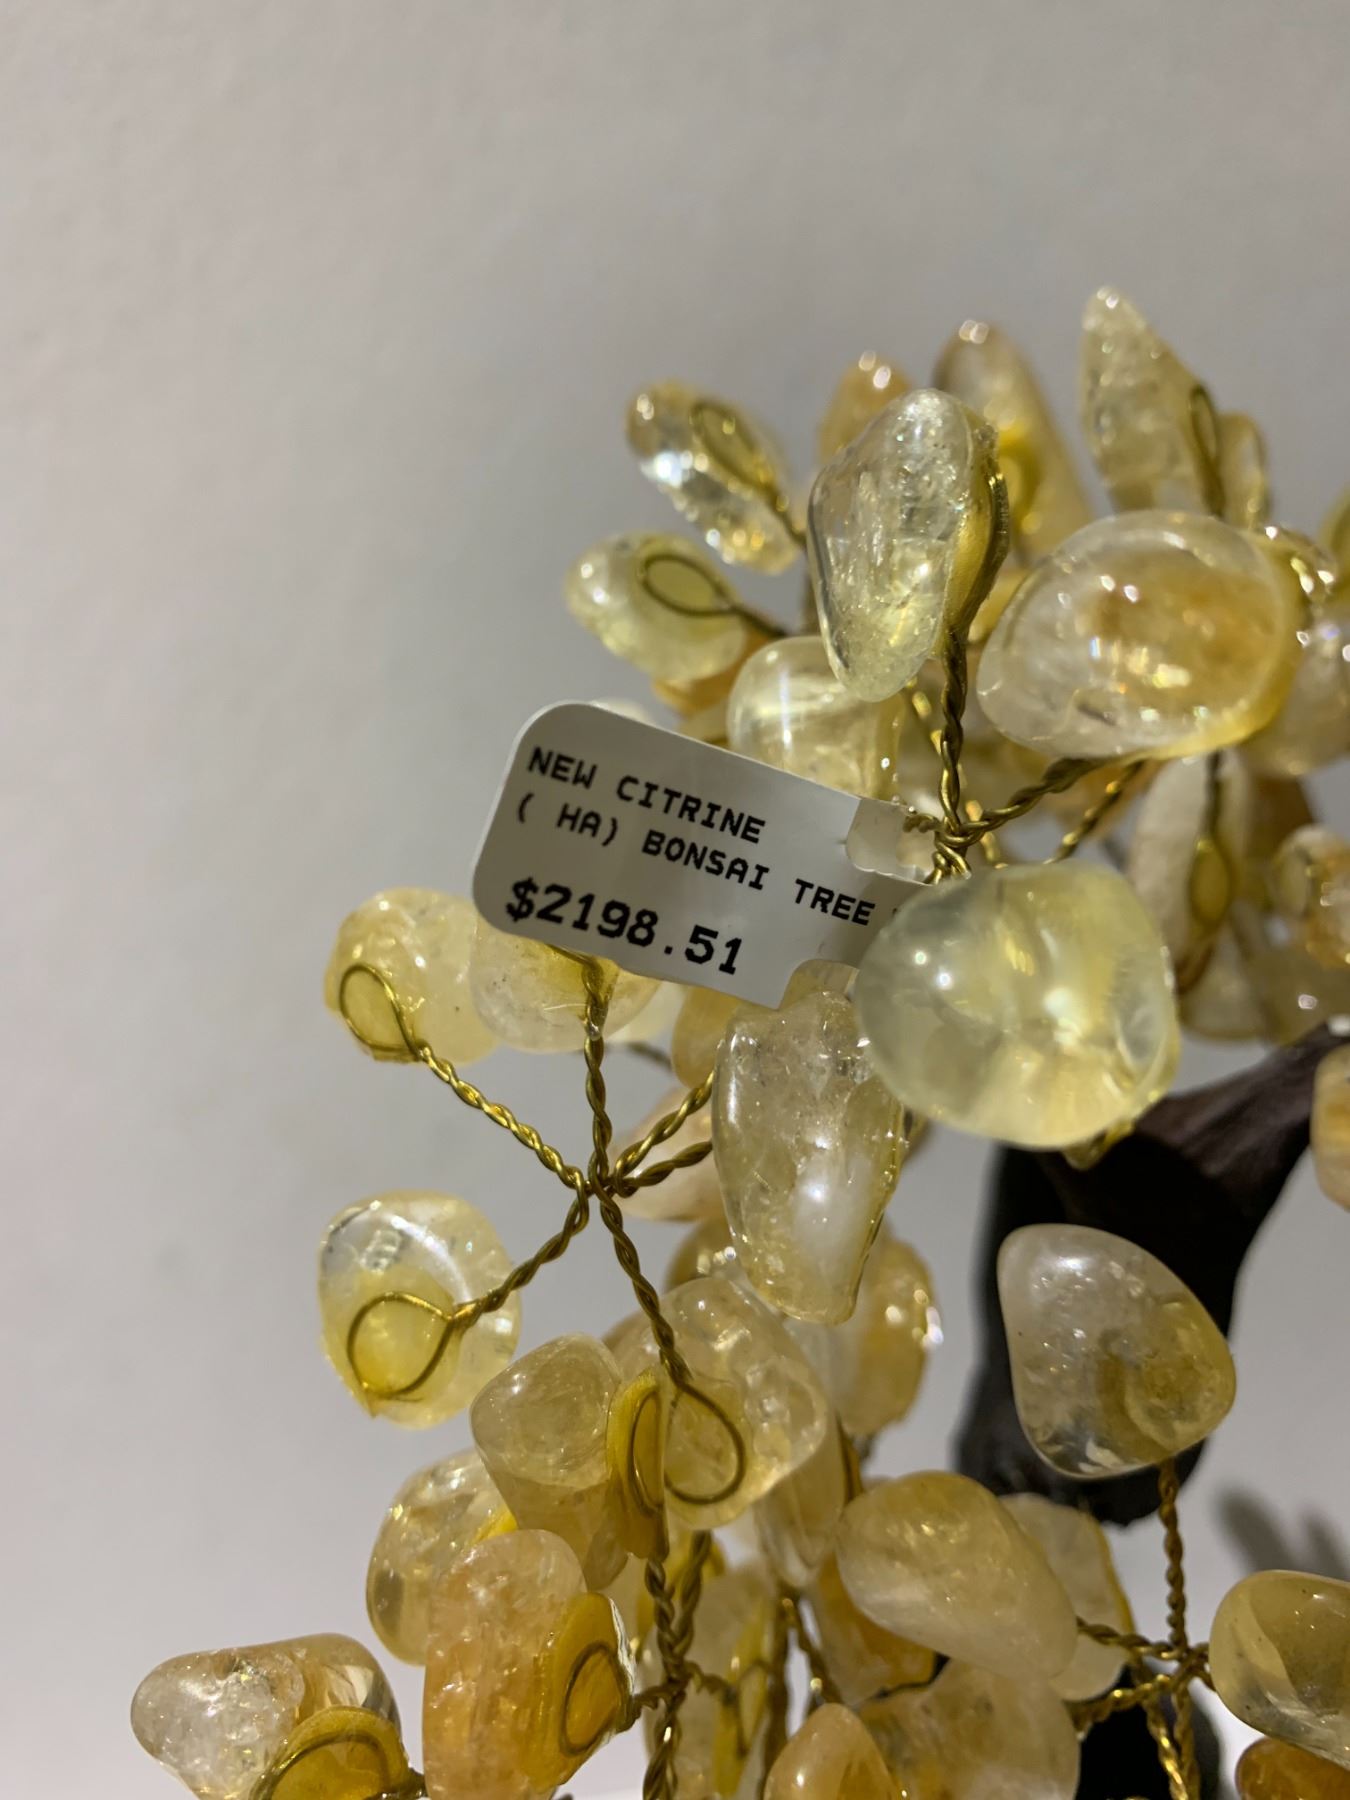 NEW CITRINE
( HA) BONSAI TREE
$2198.51